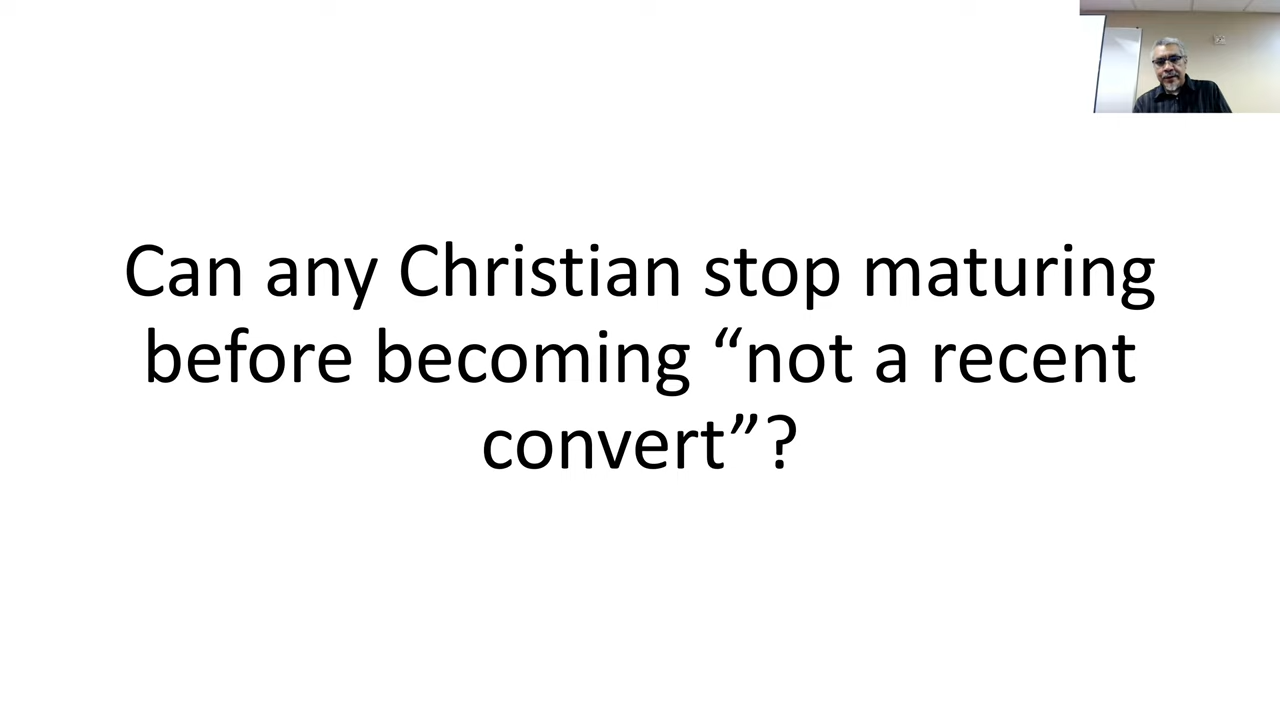 Can any Christian stop maturing
before becoming “not a recent
convert”?